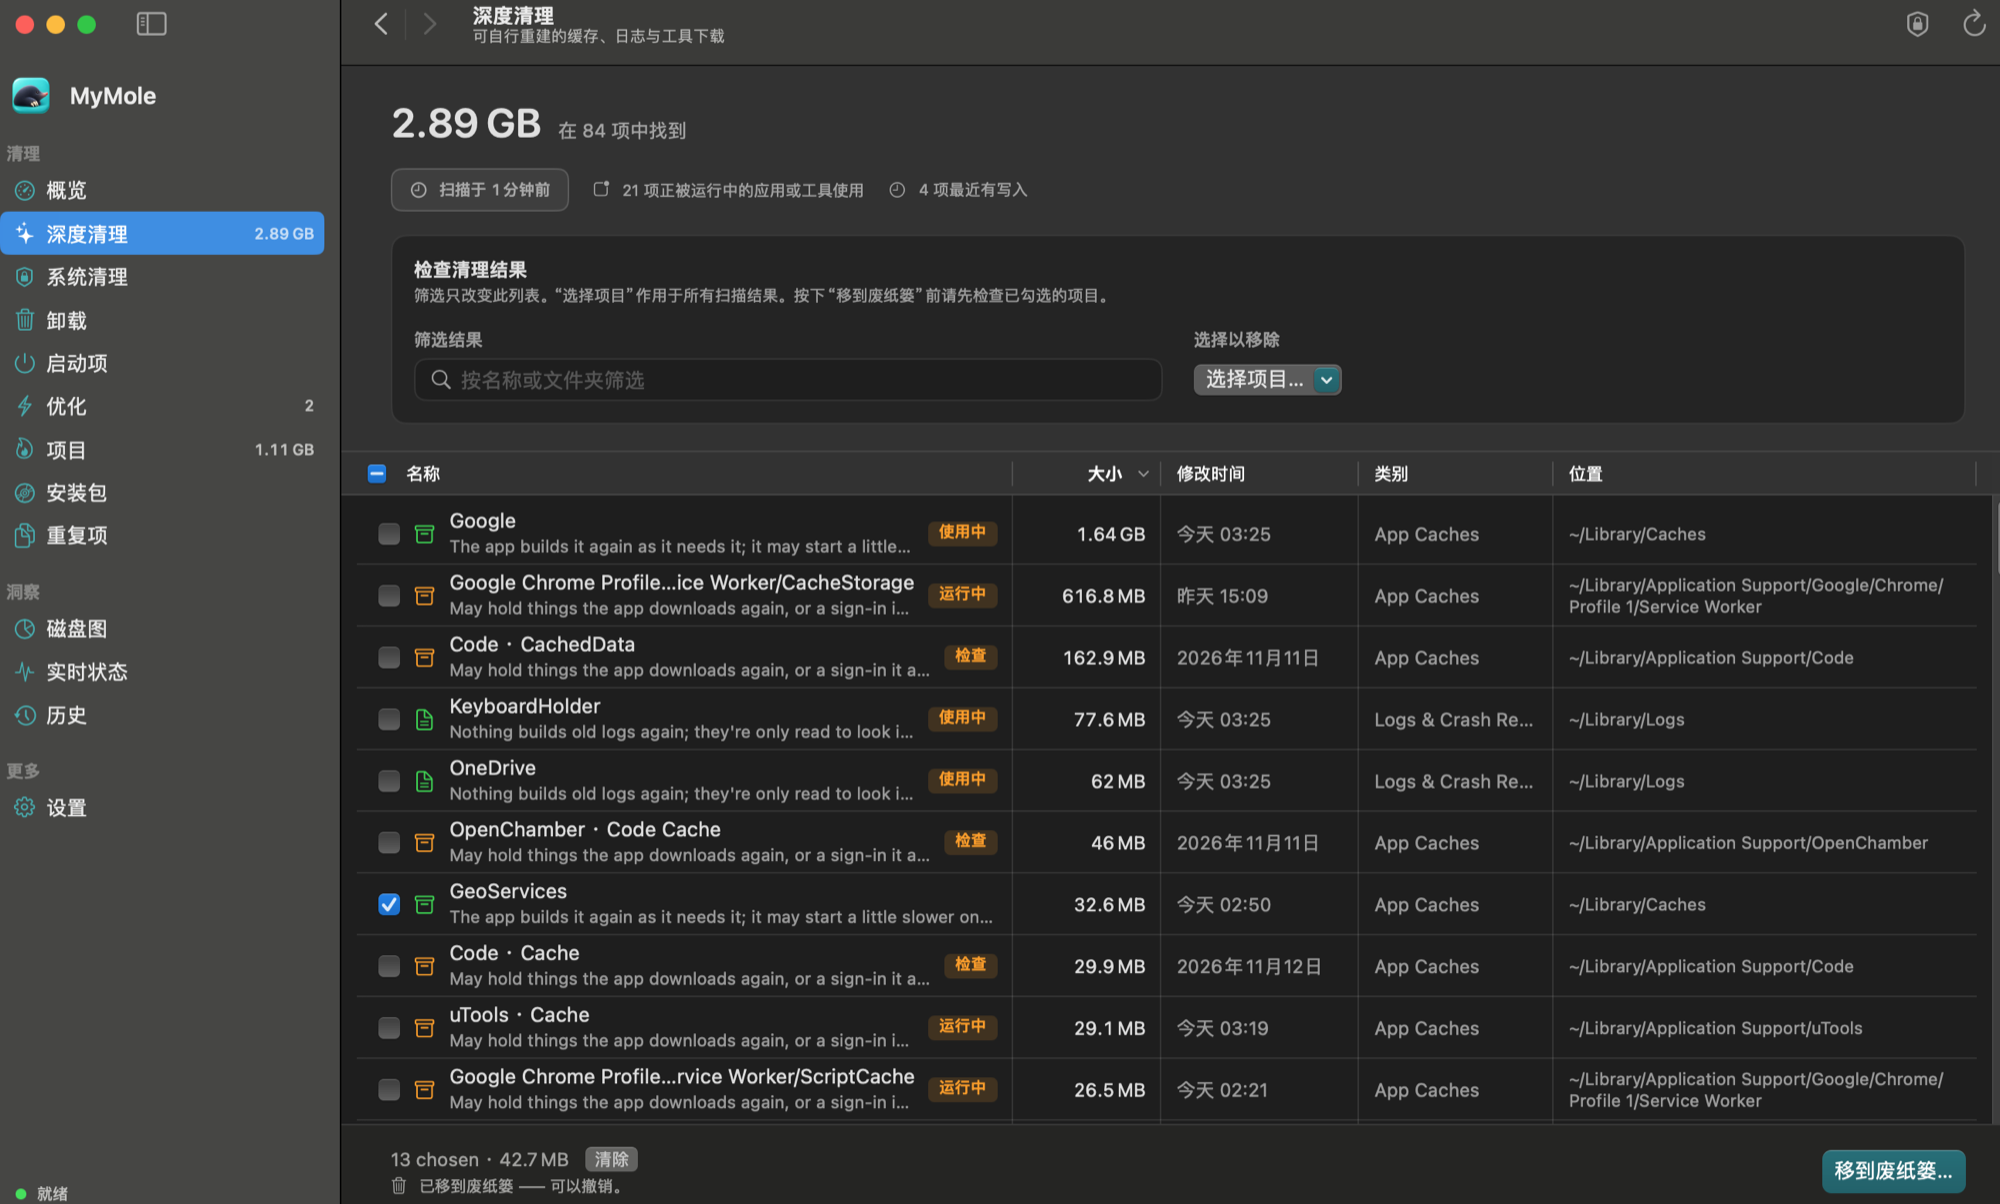 深度清理
可自行重建的缓存、日志与工具下载
MyMole
清理
概览
深度清理 2.89 GB
系统清理
卸载
启动项
优化 2
项目 1.11 GB
安装包
重复项
洞察
磁盘图
实时状态
历史
更多
设置
就绪
2.89 GB 在 84 项中找到
扫描于 1 分钟前 21 项正被运行中的应用或工具使用 4 项最近有写入
检查清理结果
筛选只改变此列表。“选择项目”作用于所有扫描结果。按下“移到废纸篓”前请先检查已勾选的项目。
筛选结果 选择以移除
按名称或文件夹筛选 选择项目...
名称 大小 修改时间 类别 位置
Google 使用中 1.64 GB 今天 03:25 App Caches ~/Library/Caches
The app builds it again as it needs it; it may start a little...
Google Chrome Profile...ice Worker/CacheStorage 运行中 616.8 MB 昨天 15:09 App Caches ~/Library/Application Support/Google/Chrome/
May hold things the app downloads again, or a sign-in i... Profile 1/Service Worker
Code · CachedData 检查 162.9 MB 2026年11月11日 App Caches ~/Library/Application Support/Code
May hold things the app downloads again, or a sign-in it a...
KeyboardHolder 使用中 77.6 MB 今天 03:25 Logs & Crash Re... ~/Library/Logs
Nothing builds old logs again; they're only read to look i...
OneDrive 使用中 62 MB 今天 03:25 Logs & Crash Re... ~/Library/Logs
Nothing builds old logs again; they're only read to look i...
OpenChamber · Code Cache 检查 46 MB 2026年11月11日 App Caches ~/Library/Application Support/OpenChamber
May hold things the app downloads again, or a sign-in it a...
GeoServices 32.6 MB 今天 02:50 App Caches ~/Library/Caches
The app builds it again as it needs it; it may start a little slower on...
Code · Cache 检查 29.9 MB 2026年11月12日 App Caches ~/Library/Application Support/Code
May hold things the app downloads again, or a sign-in it a...
uTools · Cache 运行中 29.1 MB 今天 03:19 App Caches ~/Library/Application Support/uTools
May hold things the app downloads again, or a sign-in i...
Google Chrome Profile...rvice Worker/ScriptCache 运行中 26.5 MB 今天 02:21 App Caches ~/Library/Application Support/Google/Chrome/
May hold things the app downloads again, or a sign-in i... Profile 1/Service Worker
13 chosen · 42.7 MB 清除
已移到废纸篓 —— 可以撤销。
移到废纸篓...